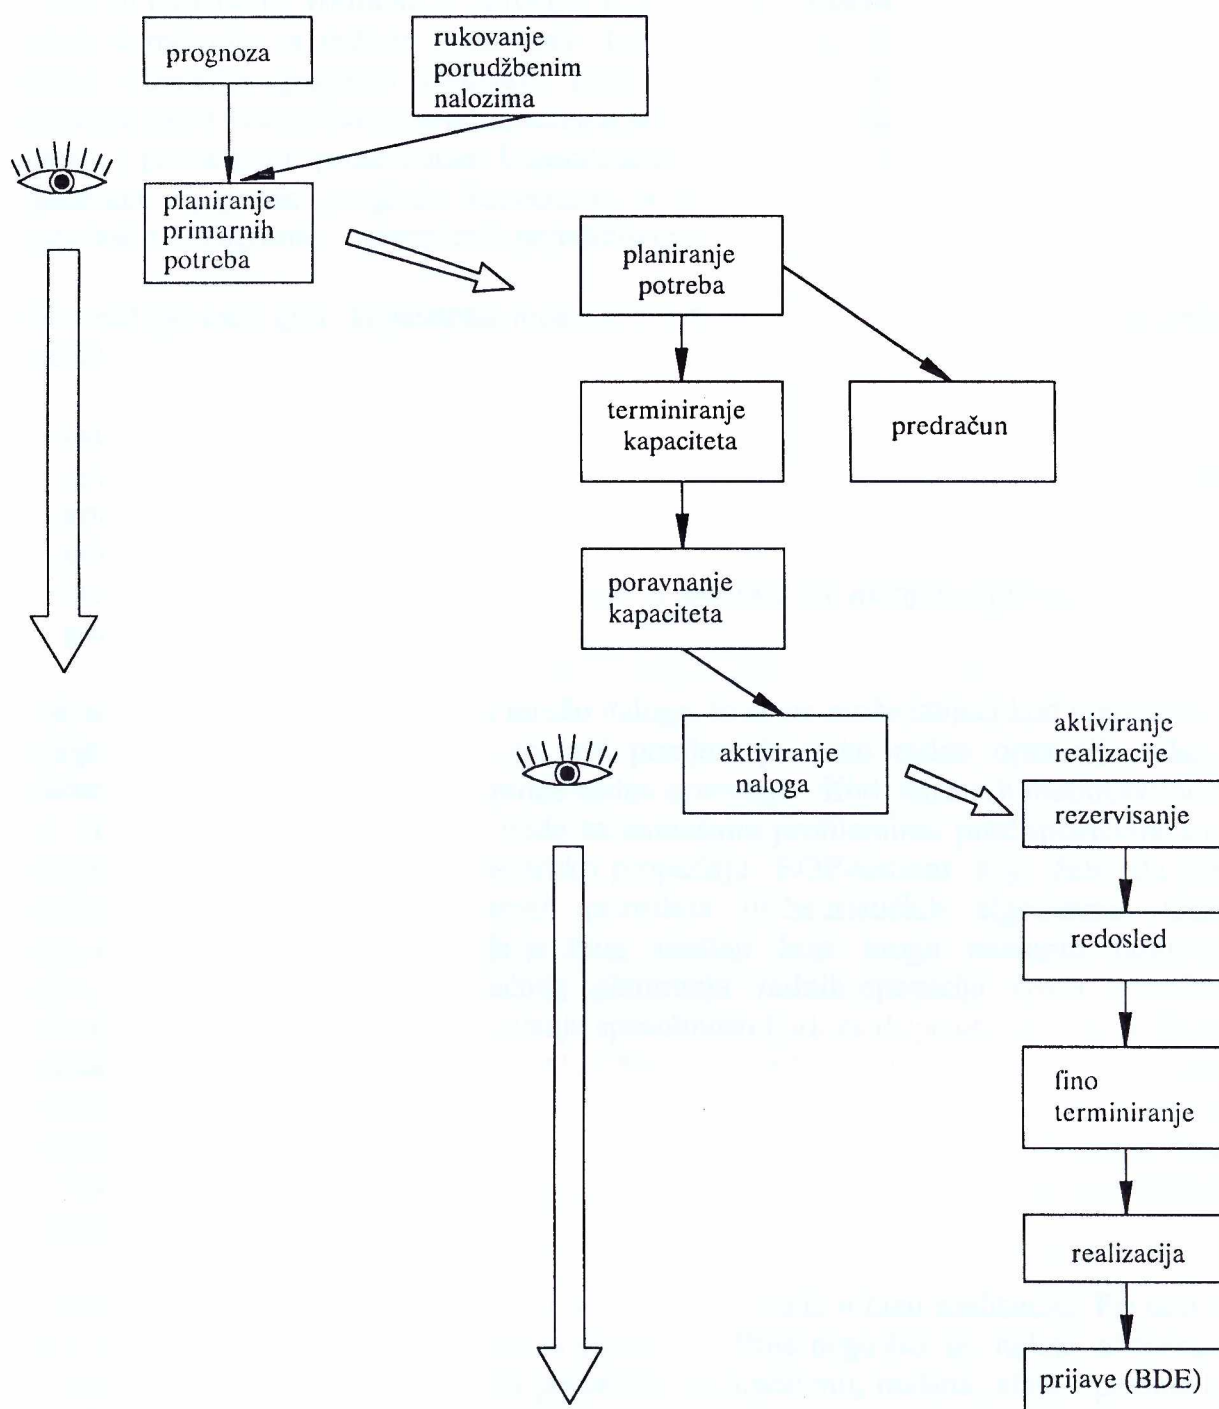 prognoza
rukovanje
porudžbenim
nalozima
planiranje
primarnih
potreba
planiranje
potreba
terminiranje
kapaciteta
predračun
poravnanje
kapaciteta
aktiviranje
naloga
aktiviranje
realizacije
rezervisanje
redosled
fino
terminiranje
realizacija
prijave (BDE)